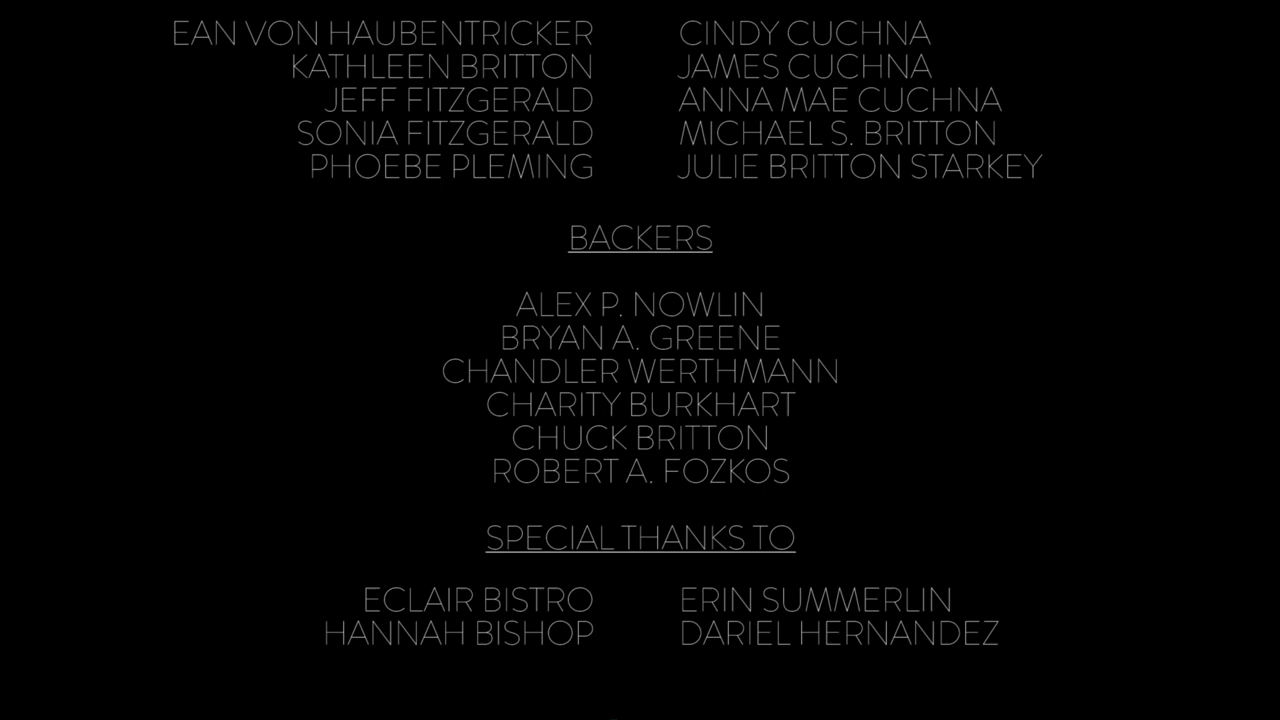 EAN VON HAUBENTRICKER CINDY CUCHNA
KATHLEEN BRITTON JAMES CUCHNA
JEFF FITZGERALD ANNA MAE CUCHNA
SONIA FITZGERALD MICHAEL S. BRITTON
PHOEBE PLEMING JULIE BRITTON STARKEY
BACKERS
ALEX P. NOWLIN
BRYAN A. GREENE
CHANDLER WERTHMANN
CHARITY BURKHART
CHUCK BRITTON
ROBERT A. FOZKOS
SPECIAL THANKS TO
ECLAIR BISTRO ERIN SUMMERLIN
HANNAH BISHOP DARIEL HERNANDEZ